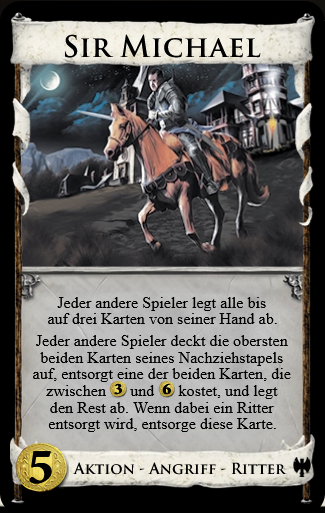 Sir Michael
Jeder andere Spieler legt alle bis
auf drei Karten von seiner Hand ab.
Jeder andere Spieler deckt die obersten
beiden Karten seines Nachziehstapels
auf, entsorgt eine der beiden Karten, die
zwischen 3 und 6 kostet, und legt
den Rest ab. Wenn dabei ein Ritter
entsorgt wird, entsorge diese Karte.
5 Aktion - Angriff - Ritter